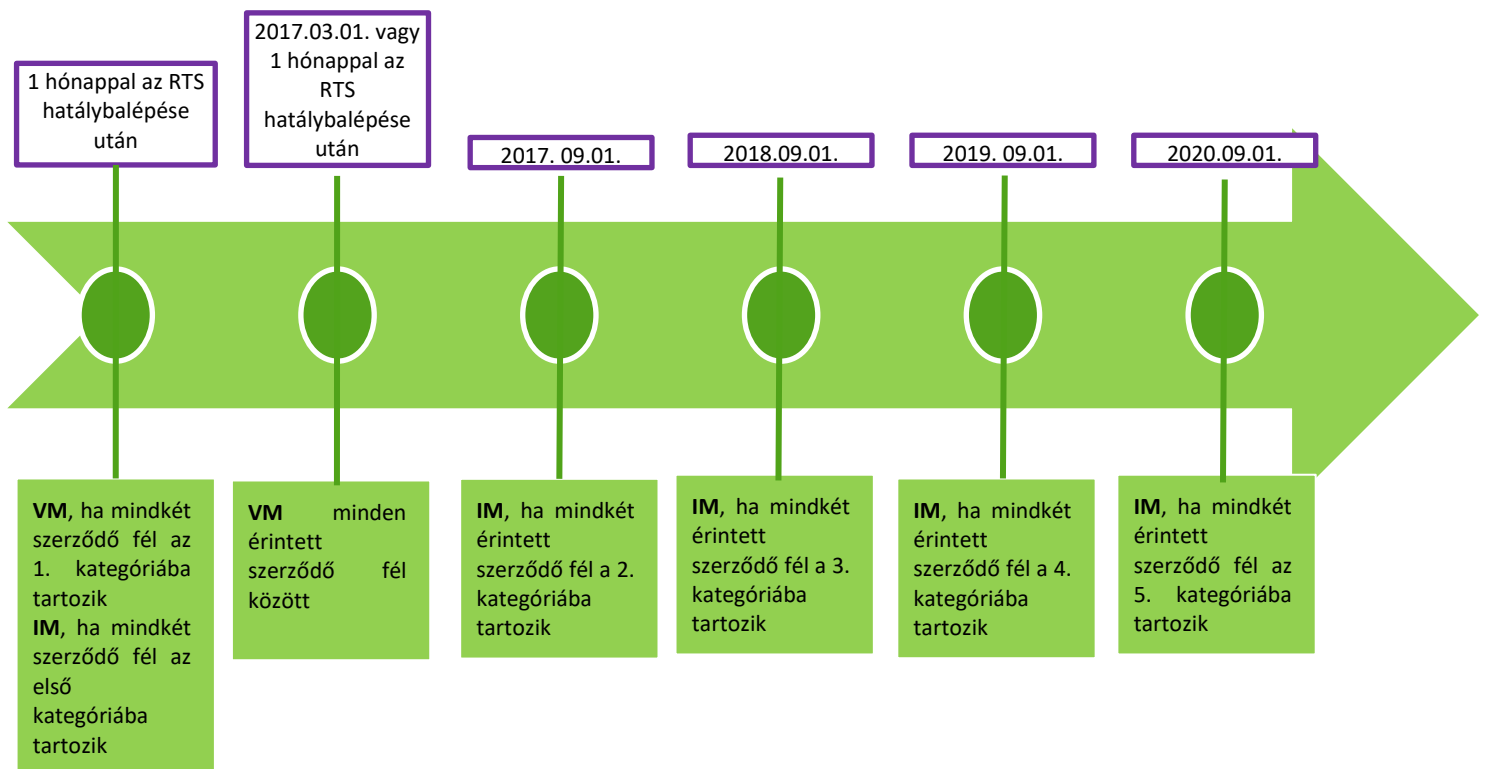 1 hónappal az RTS
hatálybalépése
után
2017.03.01. vagy
1 hónappal az
RTS
hatálybalépése
után
2017. 09.01.
2018.09.01.
2019. 09.01.
2020.09.01.
VM, ha mindkét
szerződő fél az
1. kategóriába
tartozik
IM, ha mindkét
szerződő fél az
első
kategóriába
tartozik
VM minden
érintett
szerződő fél
között
IM, ha mindkét
érintett
szerződő fél a 2.
kategóriába
tartozik
IM, ha mindkét
érintett
szerződő fél a 3.
kategóriába
tartozik
IM, ha mindkét
érintett
szerződő fél a 4.
kategóriába
tartozik
IM, ha mindkét
érintett
szerződő fél az
5. kategóriába
tartozik